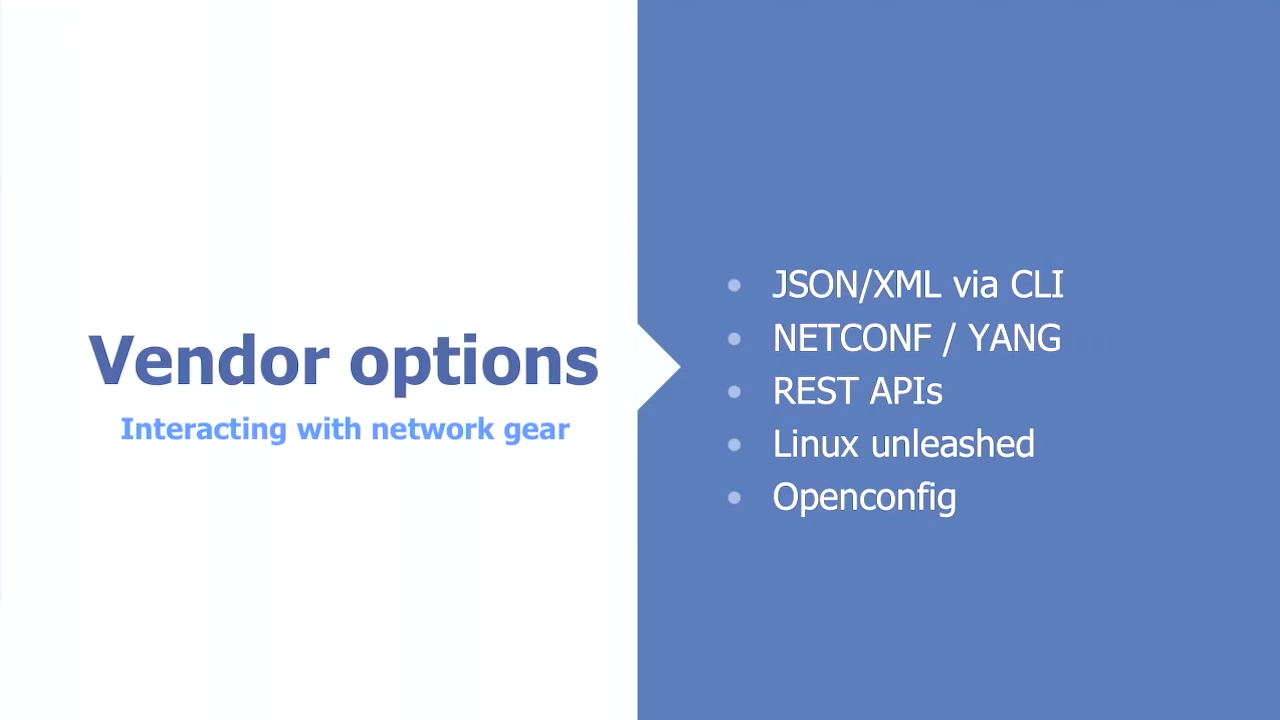 Vendor options
Interacting with network gear
JSON/XML via CLI
NETCONF / YANG
REST APIs
Linux unleashed
Openconfig